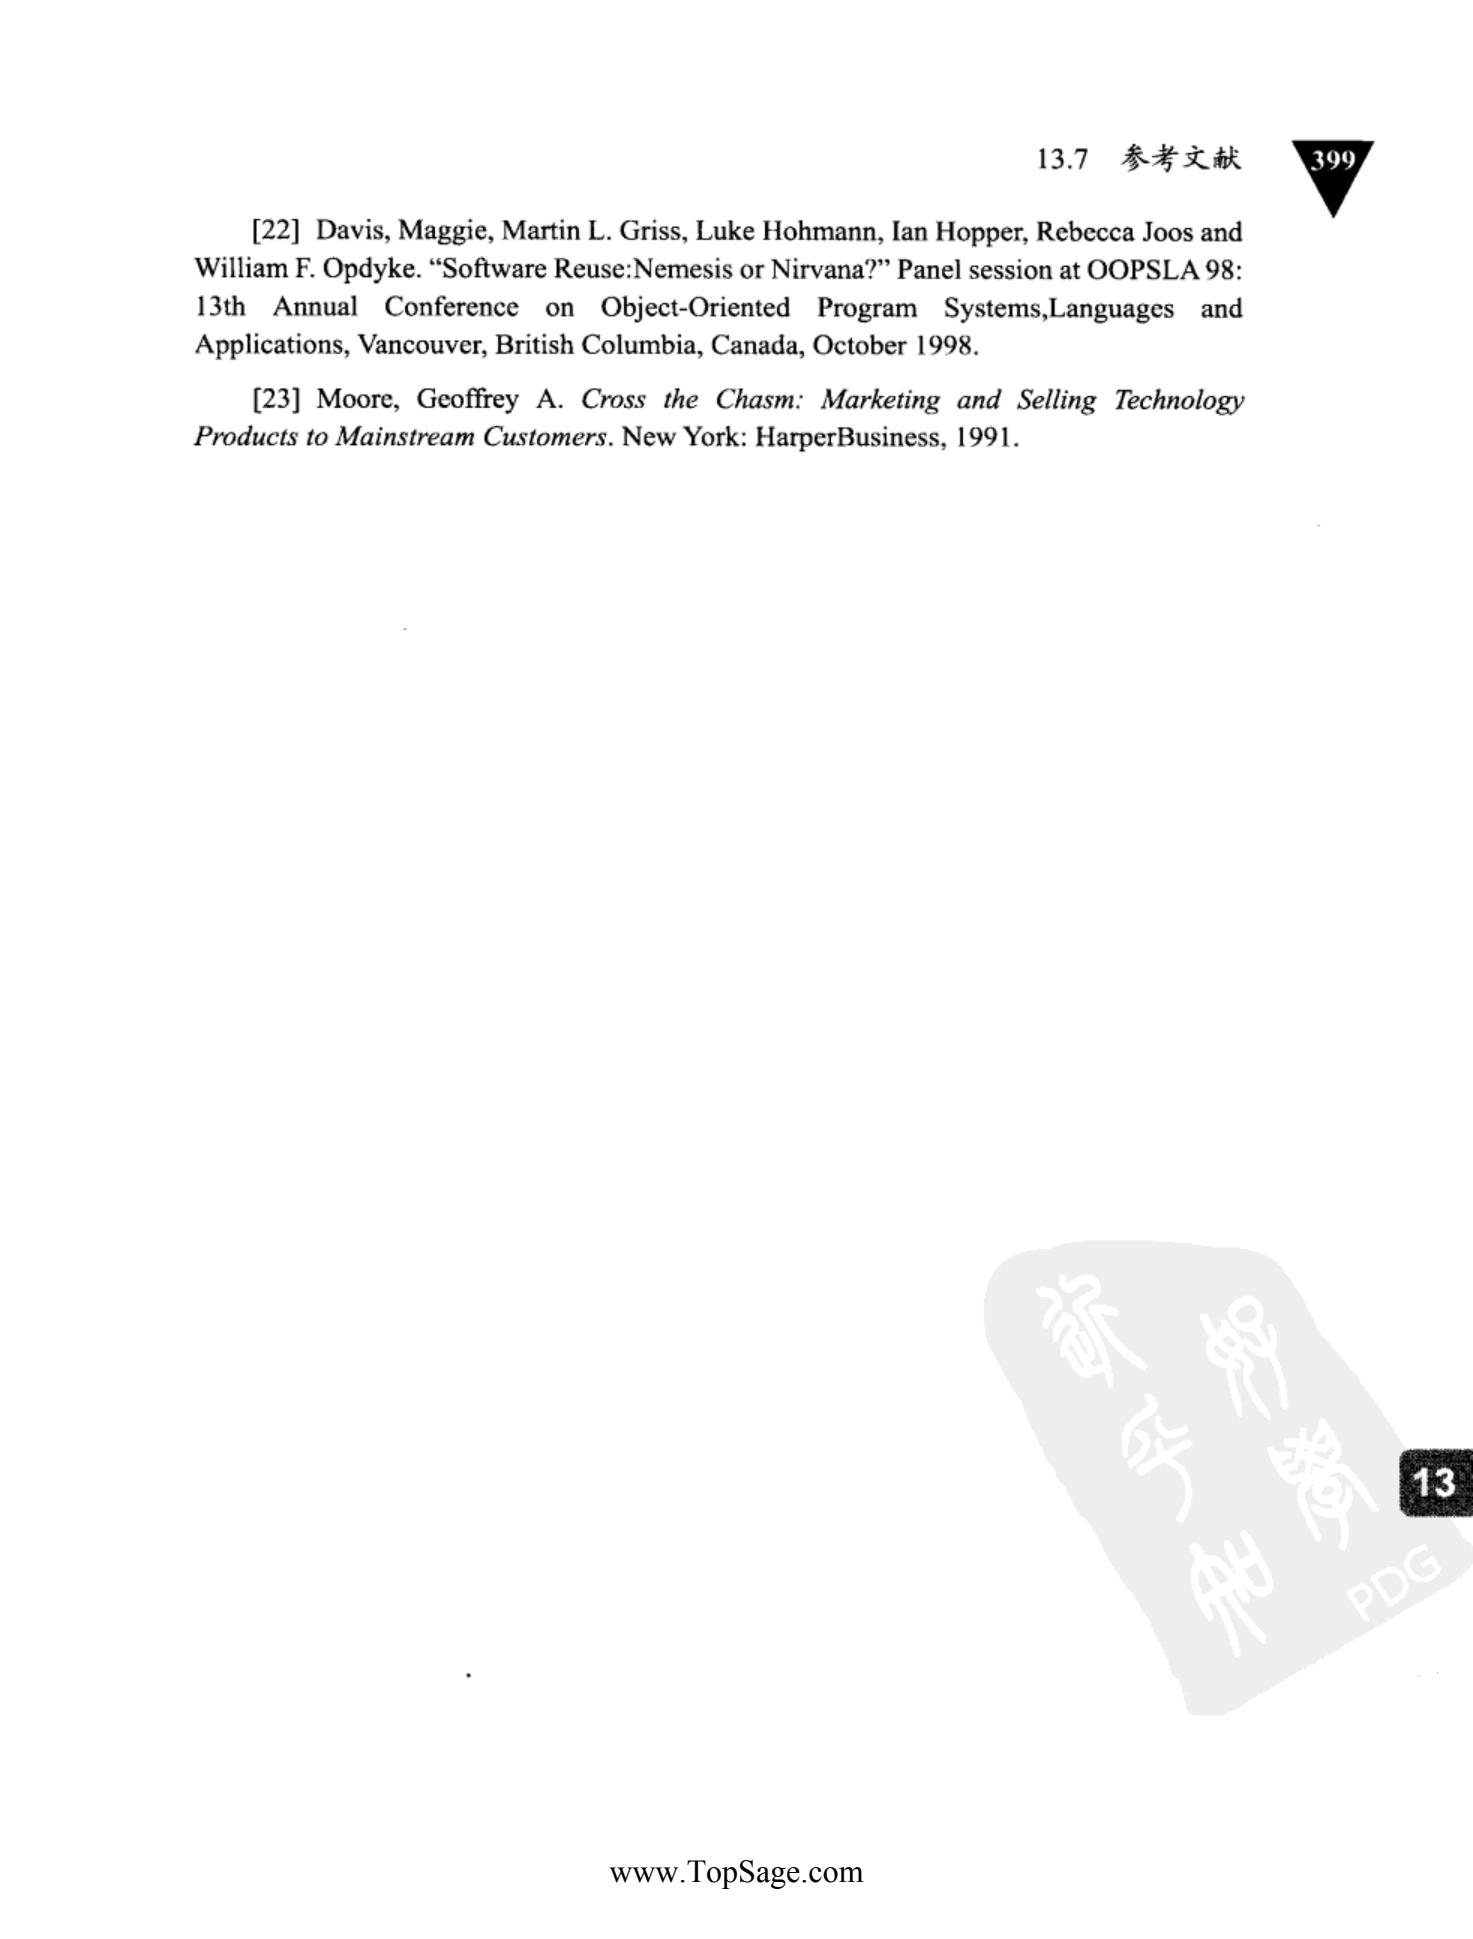 13.7 参考文献 399
[22] Davis, Maggie, Martin L. Griss, Luke Hohmann, Ian Hopper, Rebecca Joos and
William F. Opdyke. “Software Reuse:Nemesis or Nirvana?” Panel session at OOPSLA 98:
13th Annual Conference on Object-Oriented Program Systems,Languages and
Applications, Vancouver, British Columbia, Canada, October 1998.
[23] Moore, Geoffrey A. Cross the Chasm: Marketing and Selling Technology
Products to Mainstream Customers. New York: HarperBusiness, 1991.
13
PDG
www.TopSage.com